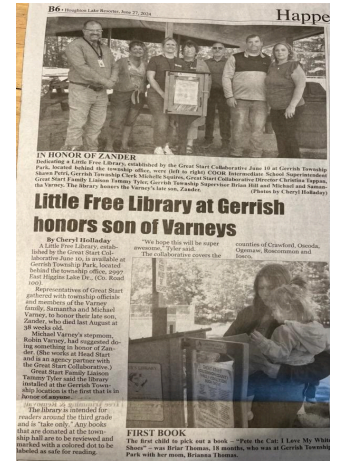 B6 • Houghton Lake Resorter, June 27, 2024
Happe
IN HONOR OF ZANDER
Dedicating a Little Free Library, established by the Great Start Collaborative June 10 at Gerrish Township
Park, located behind the township office, were (left to right) COOR Intermediate School Superintendent
Shawn Petri, Gerrish Township Clerk Michelle Squires, Great Start Collaborative Director Christina Tappan,
Great Start Family Liaison Tammy Tyler, Gerrish Township Supervisor Brian Hill and Michael and Saman-
tha Varney. The library honors the Varney's late son, Zander.
(Photos by Cheryl Holladay)
Little Free Library at Gerrish
honors son of Varneys
By Cheryl Holladay
A Little Free Library, estab-
lished by the Great Start Col-
laborative June 10, is available at
Gerrish Township Park, located
behind the township office, 2997
East Higgins Lake Dr., (Co. Road
100).
Representatives of Great Start
gathered with township officials
and members of the Varney
family, Samantha and Michael
Varney, to honor their late son,
Zander, who died last August at
38 weeks old.
Michael Varney's stepmom,
Robin Varney, had suggested do-
ing something in honor of Zan-
der. (She works at Head Start
and is an agency partner with
the Great Start Collaborative.)
Great Start Family Liaison
Tammy Tyler said the library
installed at the Gerrish Town-
ship location is the first that is in
honor of anyone.
The library is intended for
readers around the third grade
and is "take only." Any books
that are donated at the town-
ship hall are to be reviewed and
marked with a colored dot to be
labeled as safe for reading.
"We hope this will be super
awesome," Tyler said.
The collaborative covers the
counties of Crawford, Oscoda,
Ogemaw, Roscommon and
Iosco.
FIRST BOOK
The first child to pick out a book – "Pete the Cat: I Love My White
Shoes" – was Briar Thomas, 18 months, who was at Gerrish Township
Park with her mom, Brianna Thomas.